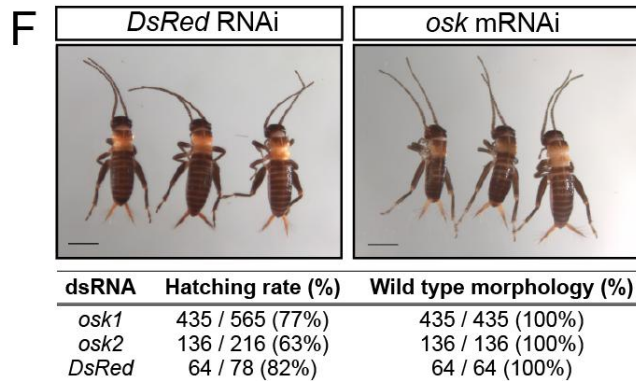 F
DsRed RNAi
osk mRNAi
dsRNA Hatching rate (%) Wild type morphology (%)
osk1 435 / 565 (77%) 435 / 435 (100%)
osk2 136 / 216 (63%) 136 / 136 (100%)
DsRed 64 / 78 (82%) 64 / 64 (100%)